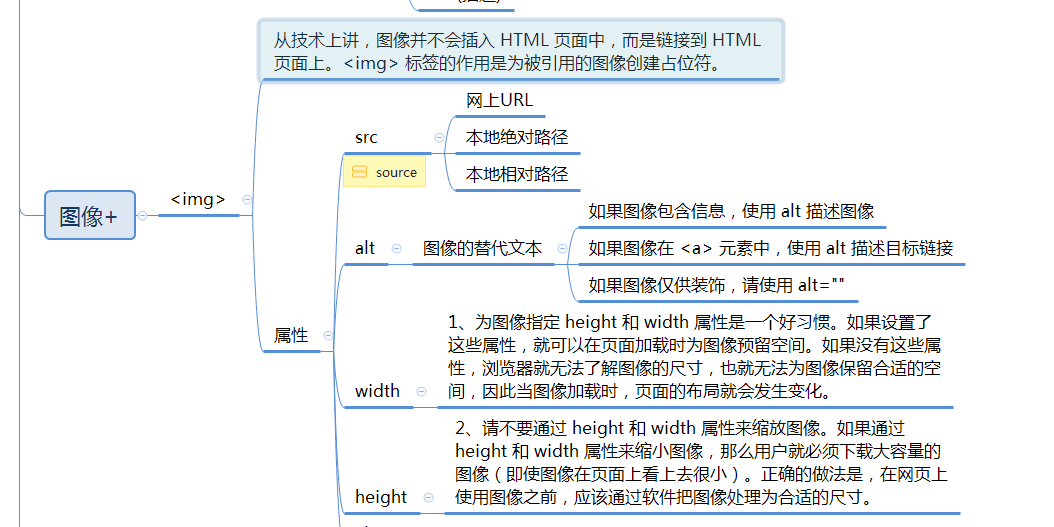 从技术上讲，图像并不会插入 HTML 页面中，而是链接到 HTML
页面上。<img> 标签的作用是为被引用的图像创建占位符。
网上URL
src
本地绝对路径
source
本地相对路径
图像+
<img>
如果图像包含信息，使用 alt 描述图像
alt
图像的替代文本
如果图像在 <a> 元素中，使用 alt 描述目标链接
如果图像仅供装饰，请使用 alt=""
属性
1、为图像指定 height 和 width 属性是一个好习惯。如果设置了
这些属性，就可以在页面加载时为图像预留空间。如果没有这些属
性，浏览器就无法了解图像的尺寸，也就无法为图像保留合适的空
间，因此当图像加载时，页面的布局就会发生变化。
width
2、请不要通过 height 和 width 属性来缩放图像。如果通过
height 和 width 属性来缩小图像，那么用户就必须下载大容量的
图像（即使图像在页面上看上去很小）。正确的做法是，在网页上
使用图像之前，应该通过软件把图像处理为合适的尺寸。
height